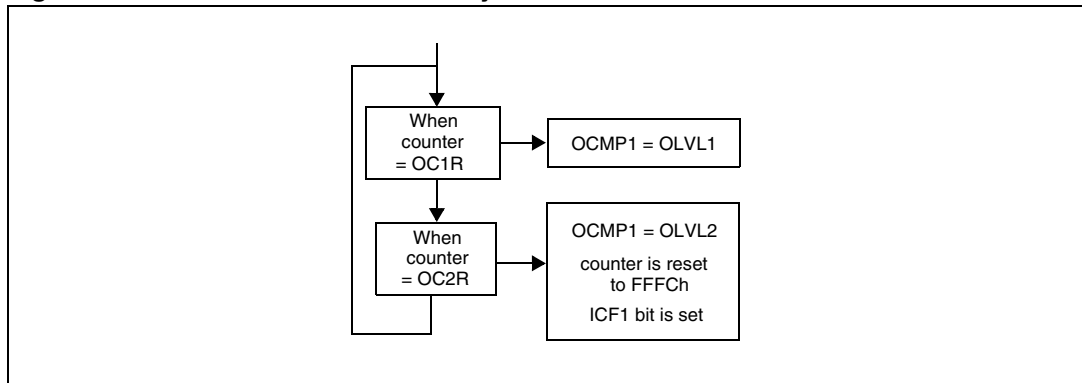 When
counter
= OC1R
OCMP1 = OLVL1
When
counter
= OC2R
OCMP1 = OLVL2
counter is reset
to FFFCh
ICF1 bit is set